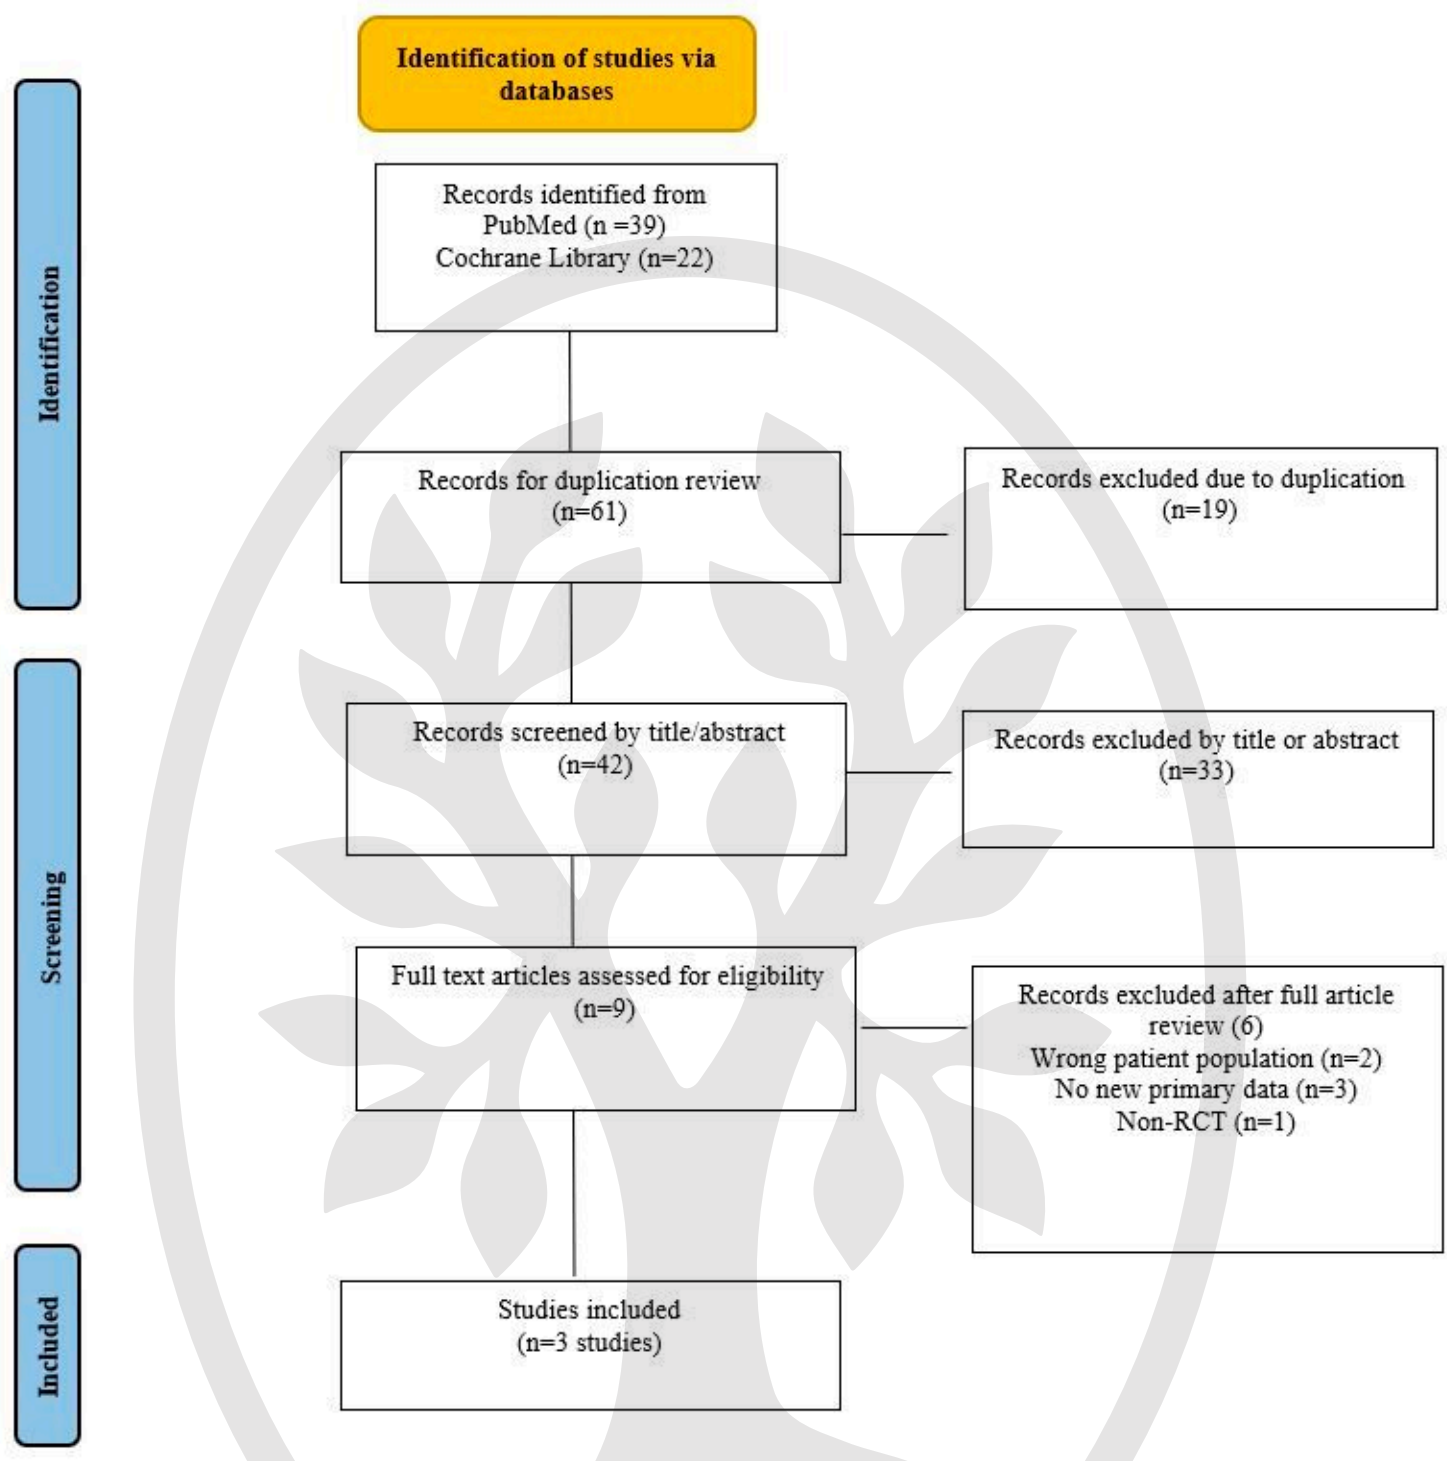 Identification of studies via
databases
Identification
Records identified from
PubMed (n =39)
Cochrane Library (n=22)
Records for duplication review
(n=61)
Records excluded due to duplication
(n=19)
Screening
Records screened by title/abstract
(n=42)
Records excluded by title or abstract
(n=33)
Full text articles assessed for eligibility
(n=9)
Records excluded after full article
review (6)
Wrong patient population (n=2)
No new primary data (n=3)
Non-RCT (n=1)
Included
Studies included
(n=3 studies)